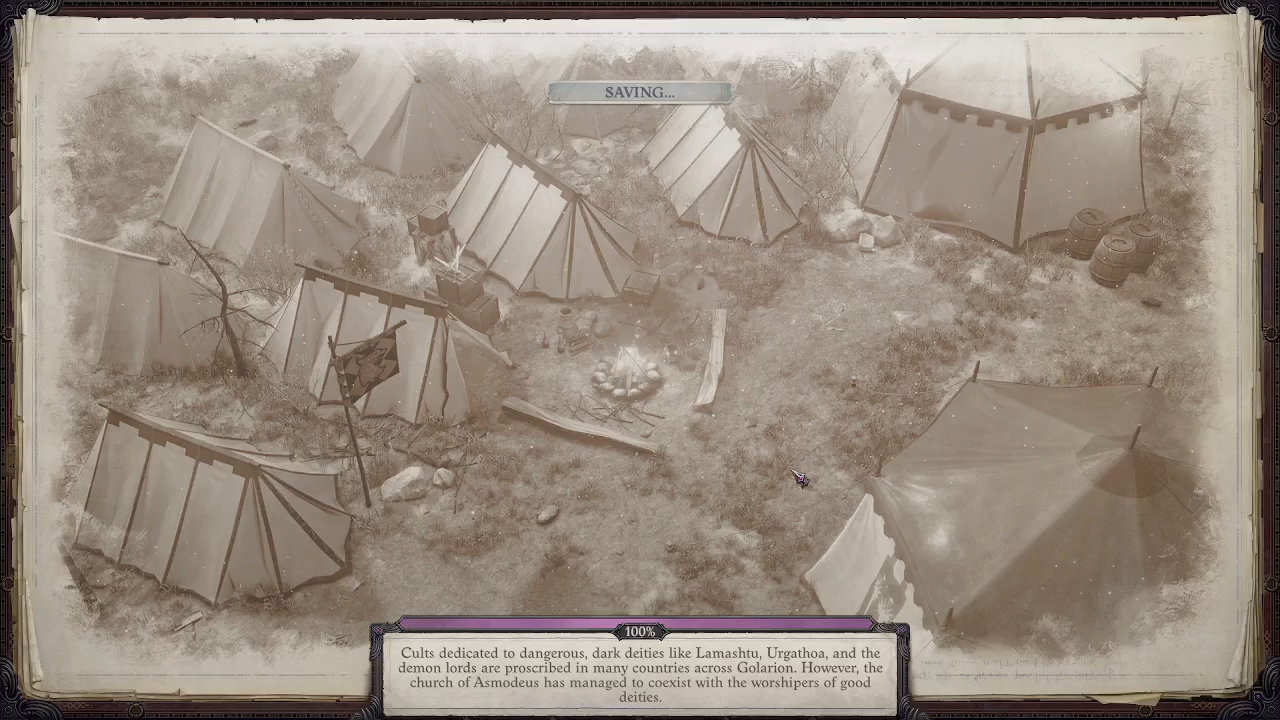 SAVING...
100%
Cults dedicated to dangerous, dark deities like Lamashtu, Urgathoa, and the
demon lords are proscribed in many countries across Golarion. However, the
church of Asmodeus has managed to coexist with the worshipers of good
deities.